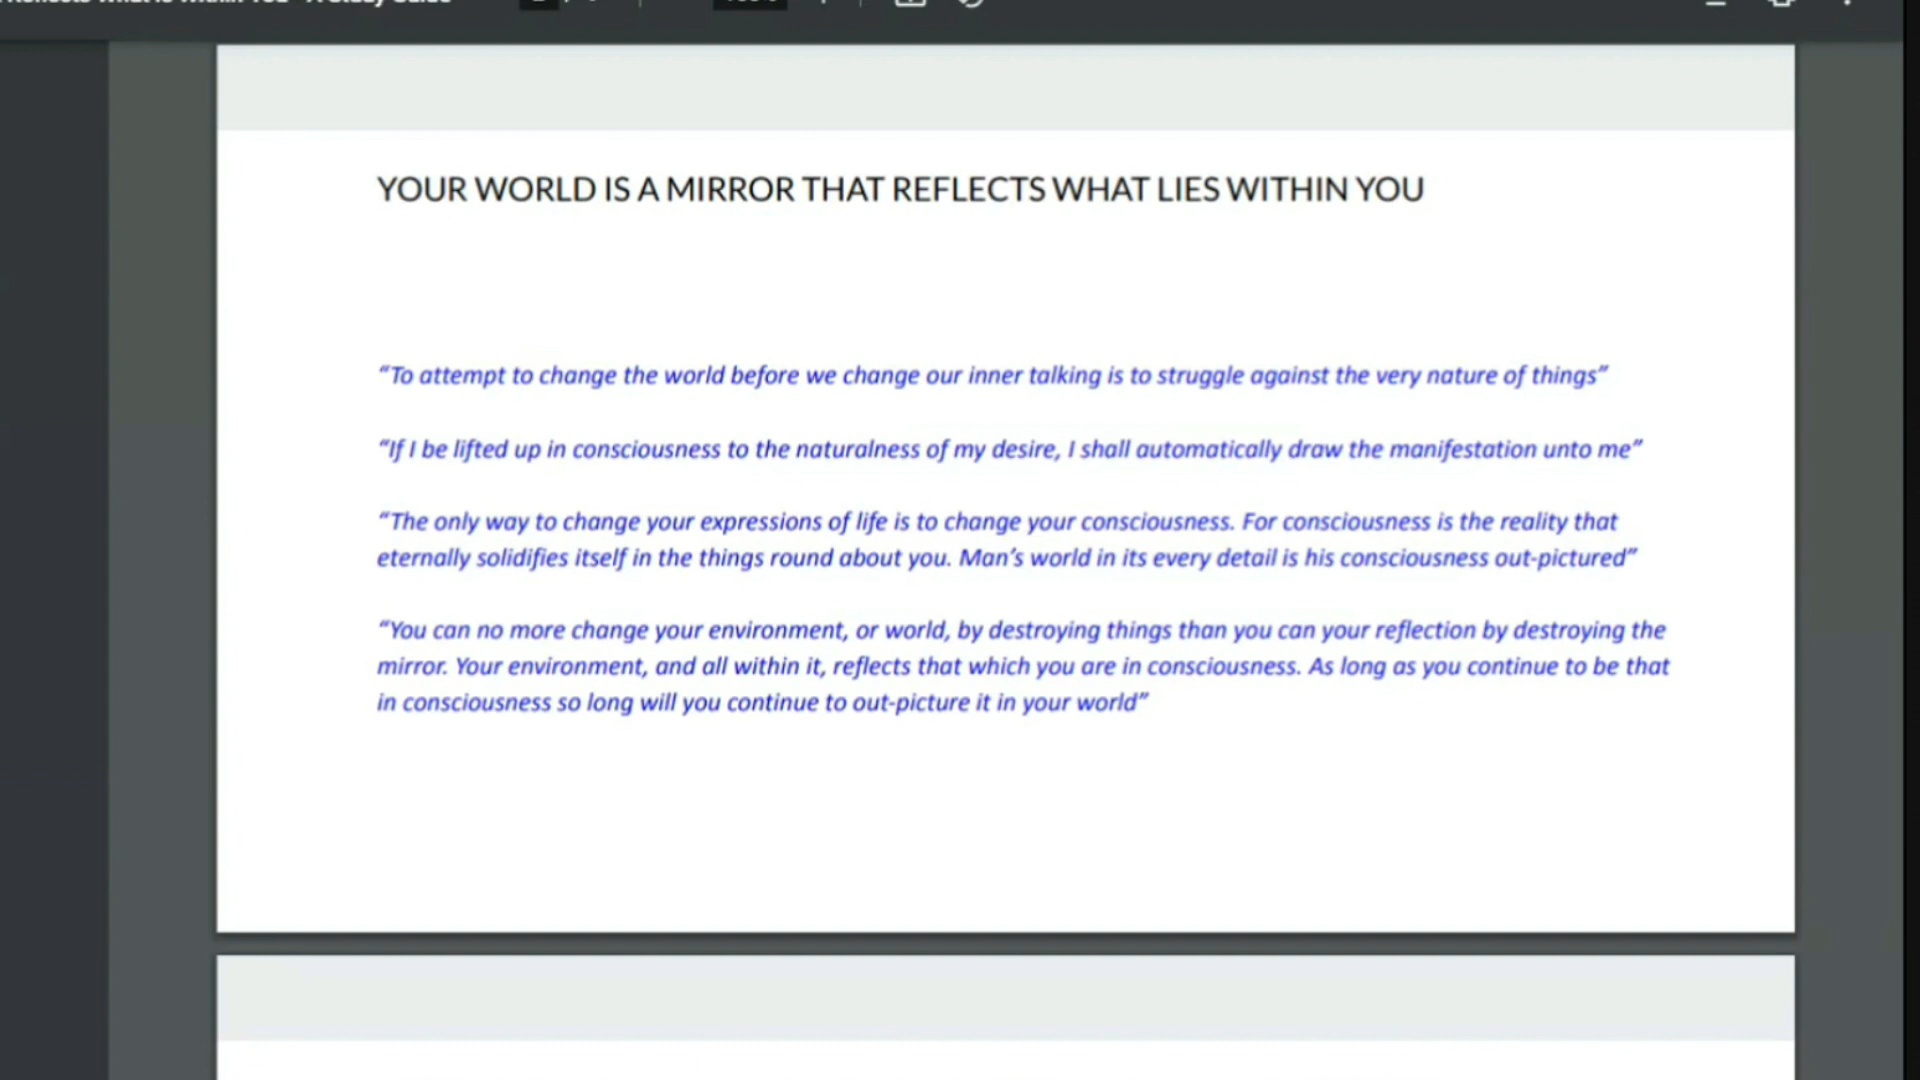 What is Within You - A Study Guide
YOUR WORLD IS A MIRROR THAT REFLECTS WHAT LIES WITHIN YOU
“To attempt to change the world before we change our inner talking is to struggle against the very nature of things”
“If I be lifted up in consciousness to the naturalness of my desire, I shall automatically draw the manifestation unto me”
“The only way to change your expressions of life is to change your consciousness. For consciousness is the reality that
eternally solidifies itself in the things round about you. Man’s world in its every detail is his consciousness out-pictured”
“You can no more change your environment, or world, by destroying things than you can your reflection by destroying the
mirror. Your environment, and all within it, reflects that which you are in consciousness. As long as you continue to be that
in consciousness so long will you continue to out-picture it in your world”